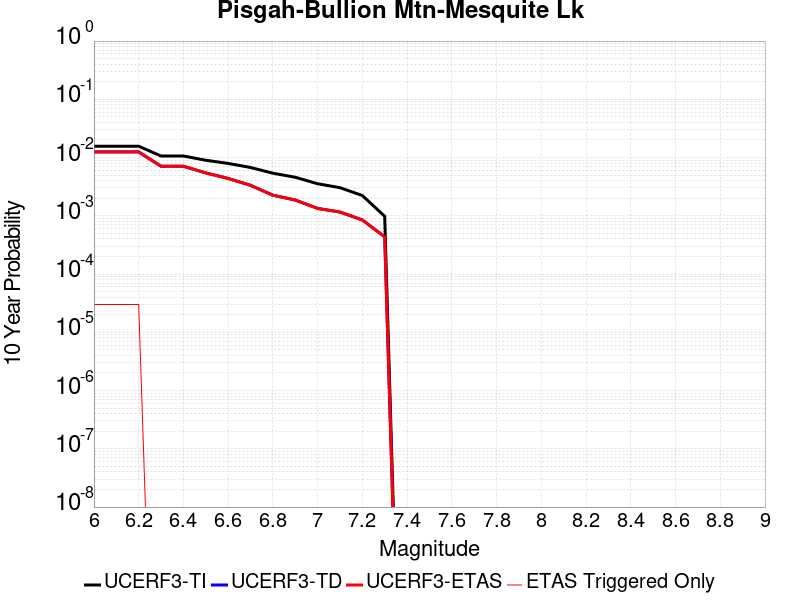 Pisgah-Bullion Mtn-Mesquite Lk
10 Year Probability
10^0
10^-1
10^-2
10^-3
10^-4
10^-5
10^-6
10^-7
10^-8
6 6.2 6.4 6.6 6.8 7 7.2 7.4 7.6 7.8 8 8.2 8.4 8.6 8.8 9
Magnitude
UCERF3-TI UCERF3-TD UCERF3-ETAS ETAS Triggered Only